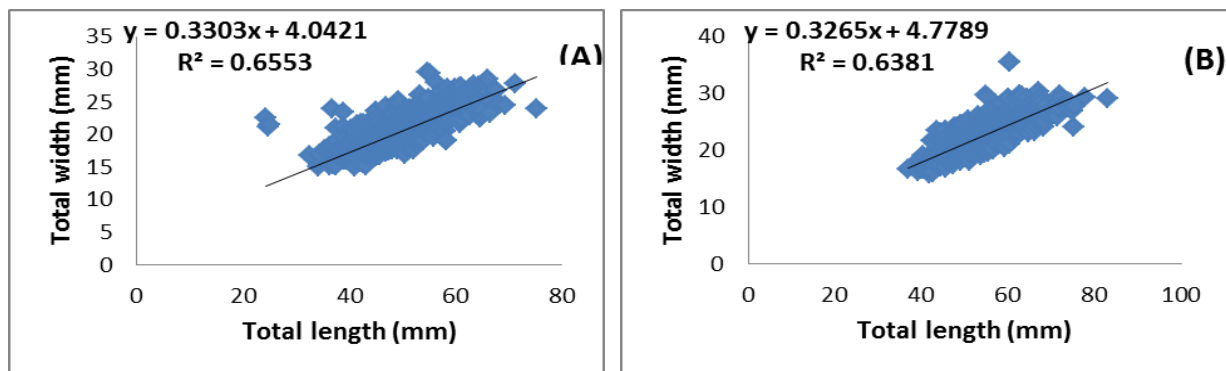 y = 0.3303x + 4.0421
R² = 0.6553
(A)
35
30
25
20
15
10
5
0
Total width (mm)
0 20 40 60 80
Total length (mm)
y = 0.3265x + 4.7789
R² = 0.6381
(B)
40
30
20
10
0
Total width (mm)
0 20 40 60 80 100
Total length (mm)